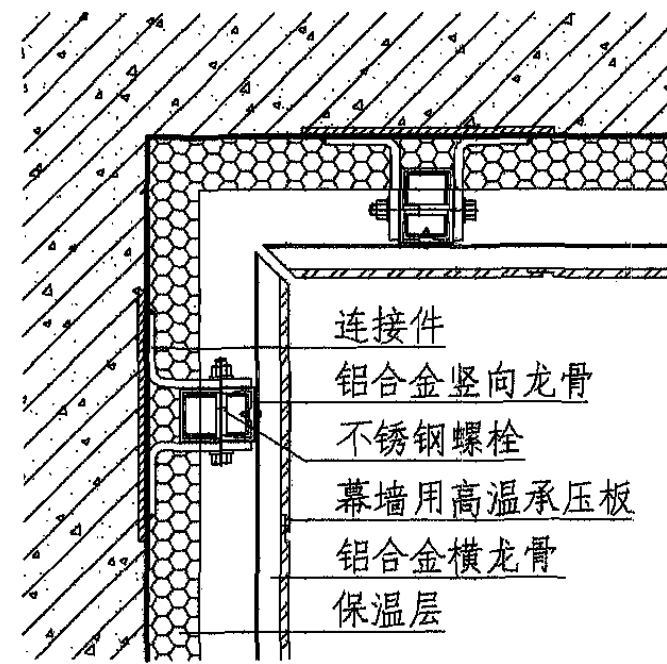 连接件
铝合金竖向龙骨
不锈钢螺栓
幕墙用高温承压板
铝合金横龙骨
保温层